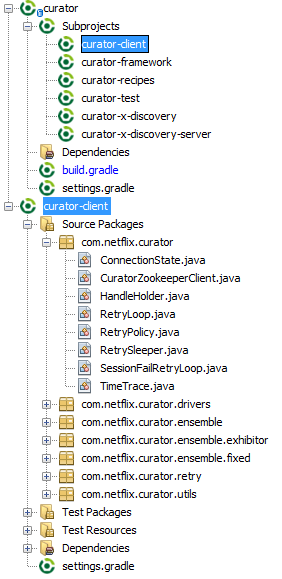 curator
Subprojects
curator-client
curator-framework
curator-recipes
curator-test
curator-x-discovery
curator-x-discovery-server
Dependencies
build.gradle
settings.gradle
curator-client
Source Packages
com.netflix.curator
ConnectionState.java
CuratorZookeeperClient.java
HandleHolder.java
RetryLoop.java
RetryPolicy.java
RetrySleeper.java
SessionFailRetryLoop.java
TimeTrace.java
com.netflix.curator.drivers
com.netflix.curator.ensemble
com.netflix.curator.ensemble.exhibitor
com.netflix.curator.ensemble.fixed
com.netflix.curator.retry
com.netflix.curator.utils
Test Packages
Test Resources
Dependencies
settings.gradle